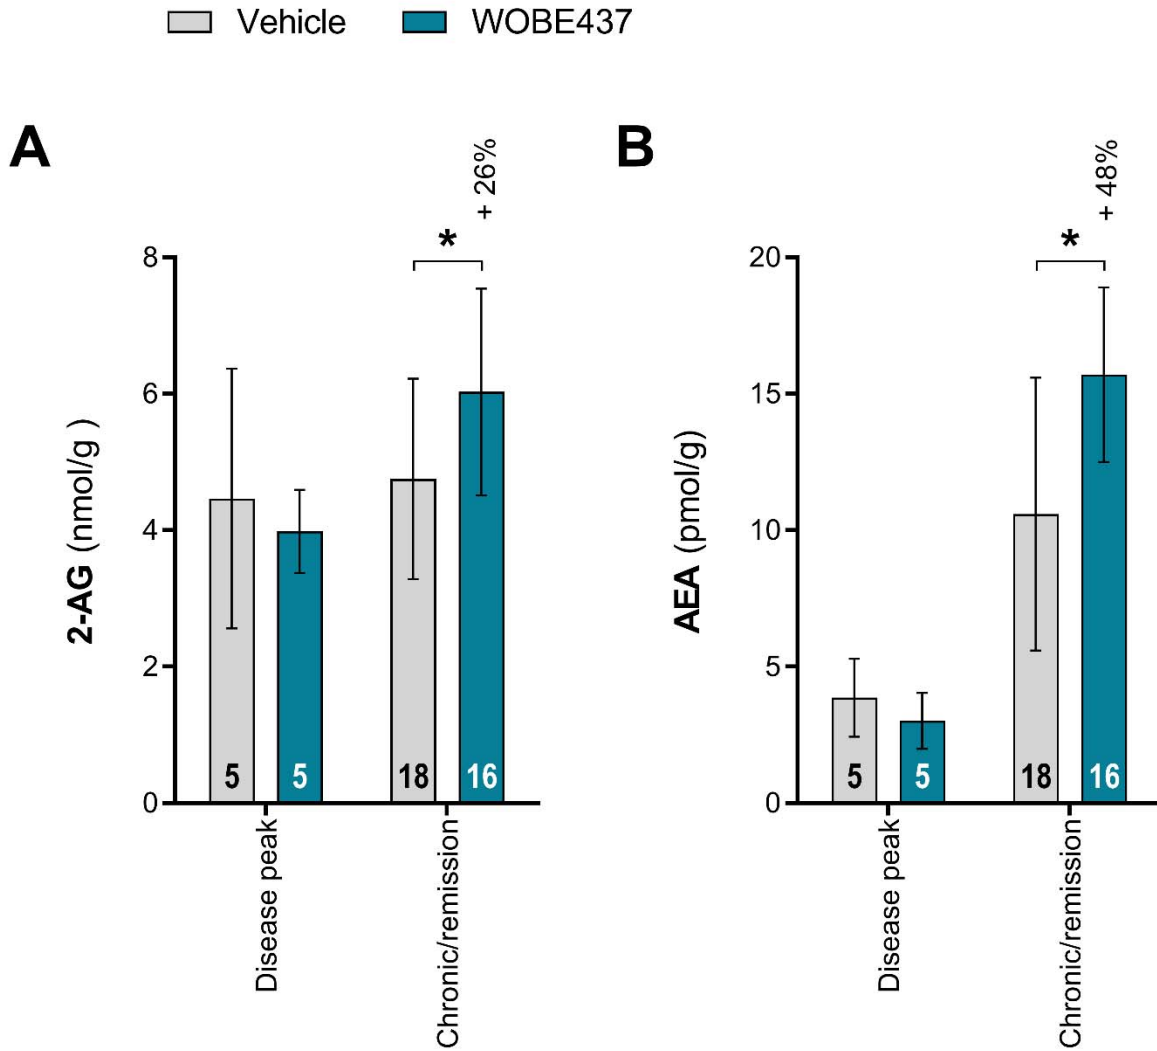 Vehicle WOBE437
A
+ 26%
*
8
6
4
2
0
2-AG (nmol/g )
5
5
18
16
Disease peak
Chronic/remission
B
+ 48%
*
20
15
10
5
0
AEA (pmol/g)
5
5
18
16
Disease peak
Chronic/remission